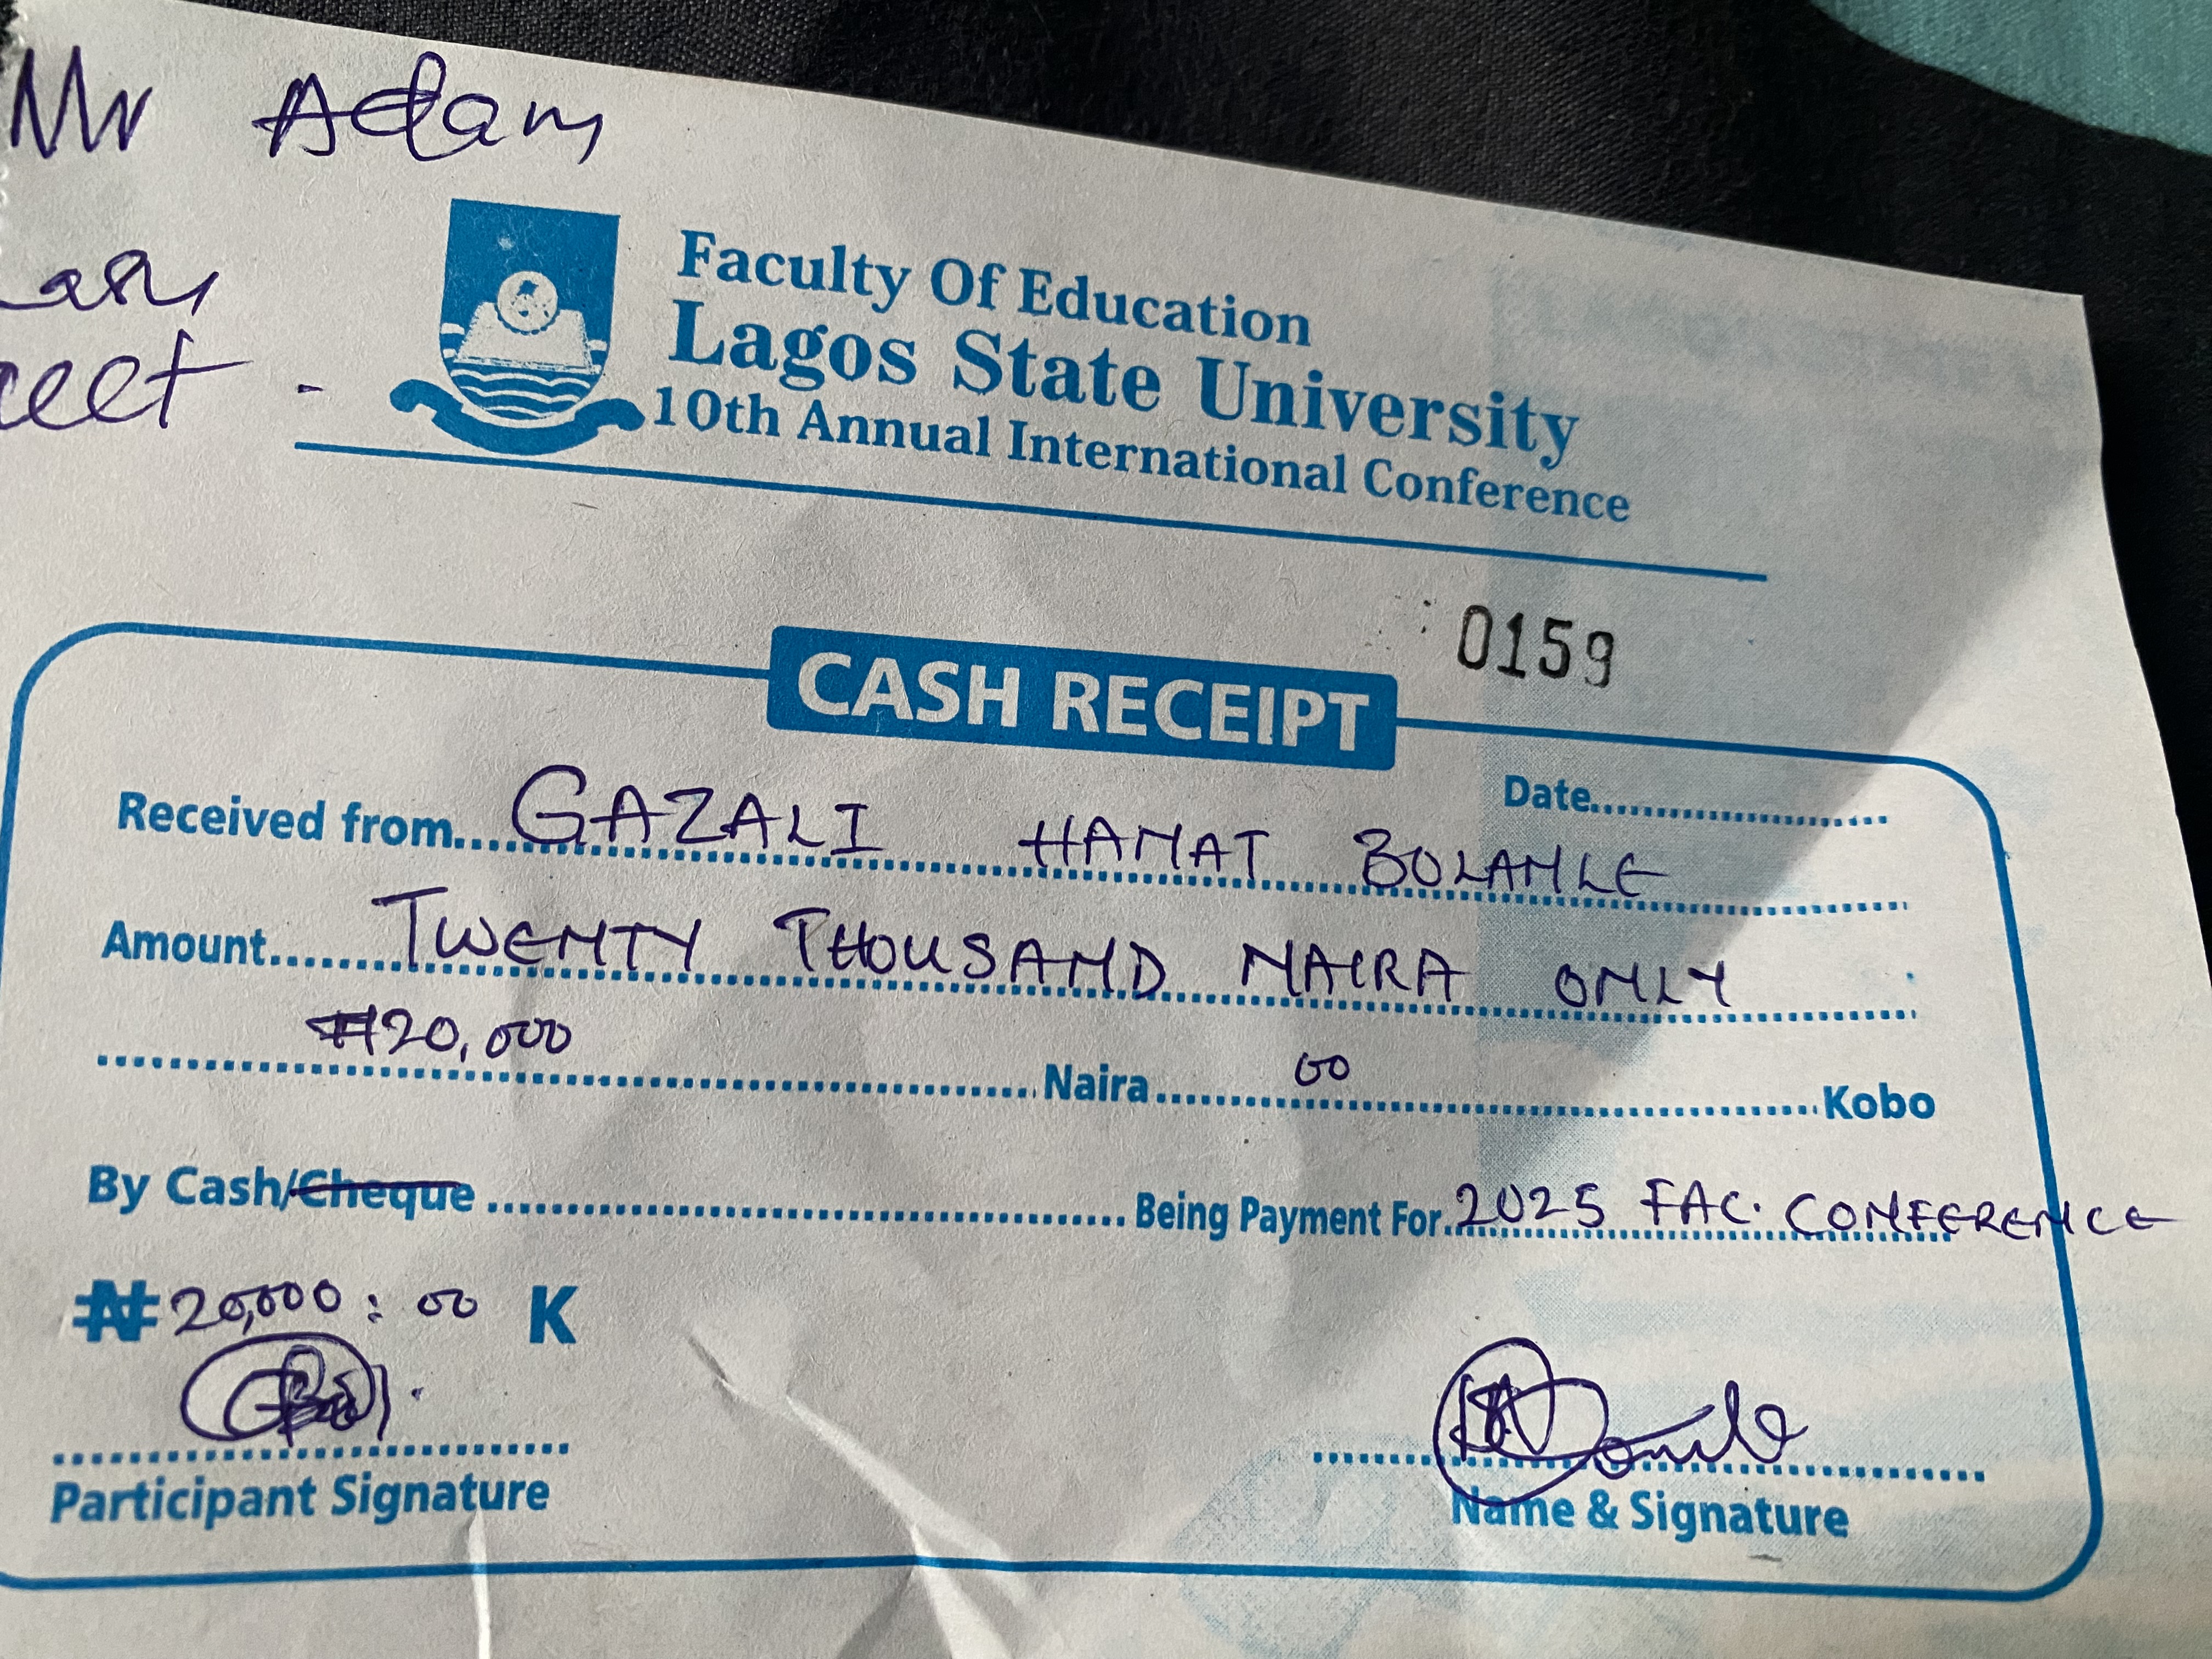 Mr Adam
Faculty Of Education
Lagos State University
10th Annual International Conference
0159
CASH RECEIPT
Date
Received from GAZALI HAMAT BOLANLE
Amount TWENTY THOUSAND NAIRA ONLY
₦20,000 Naira 00 Kobo
By Cash/Cheque Being Payment For 2025 FAC. CONFERENCE
₦ 20,000 : 00 K
Participant Signature
Name & Signature